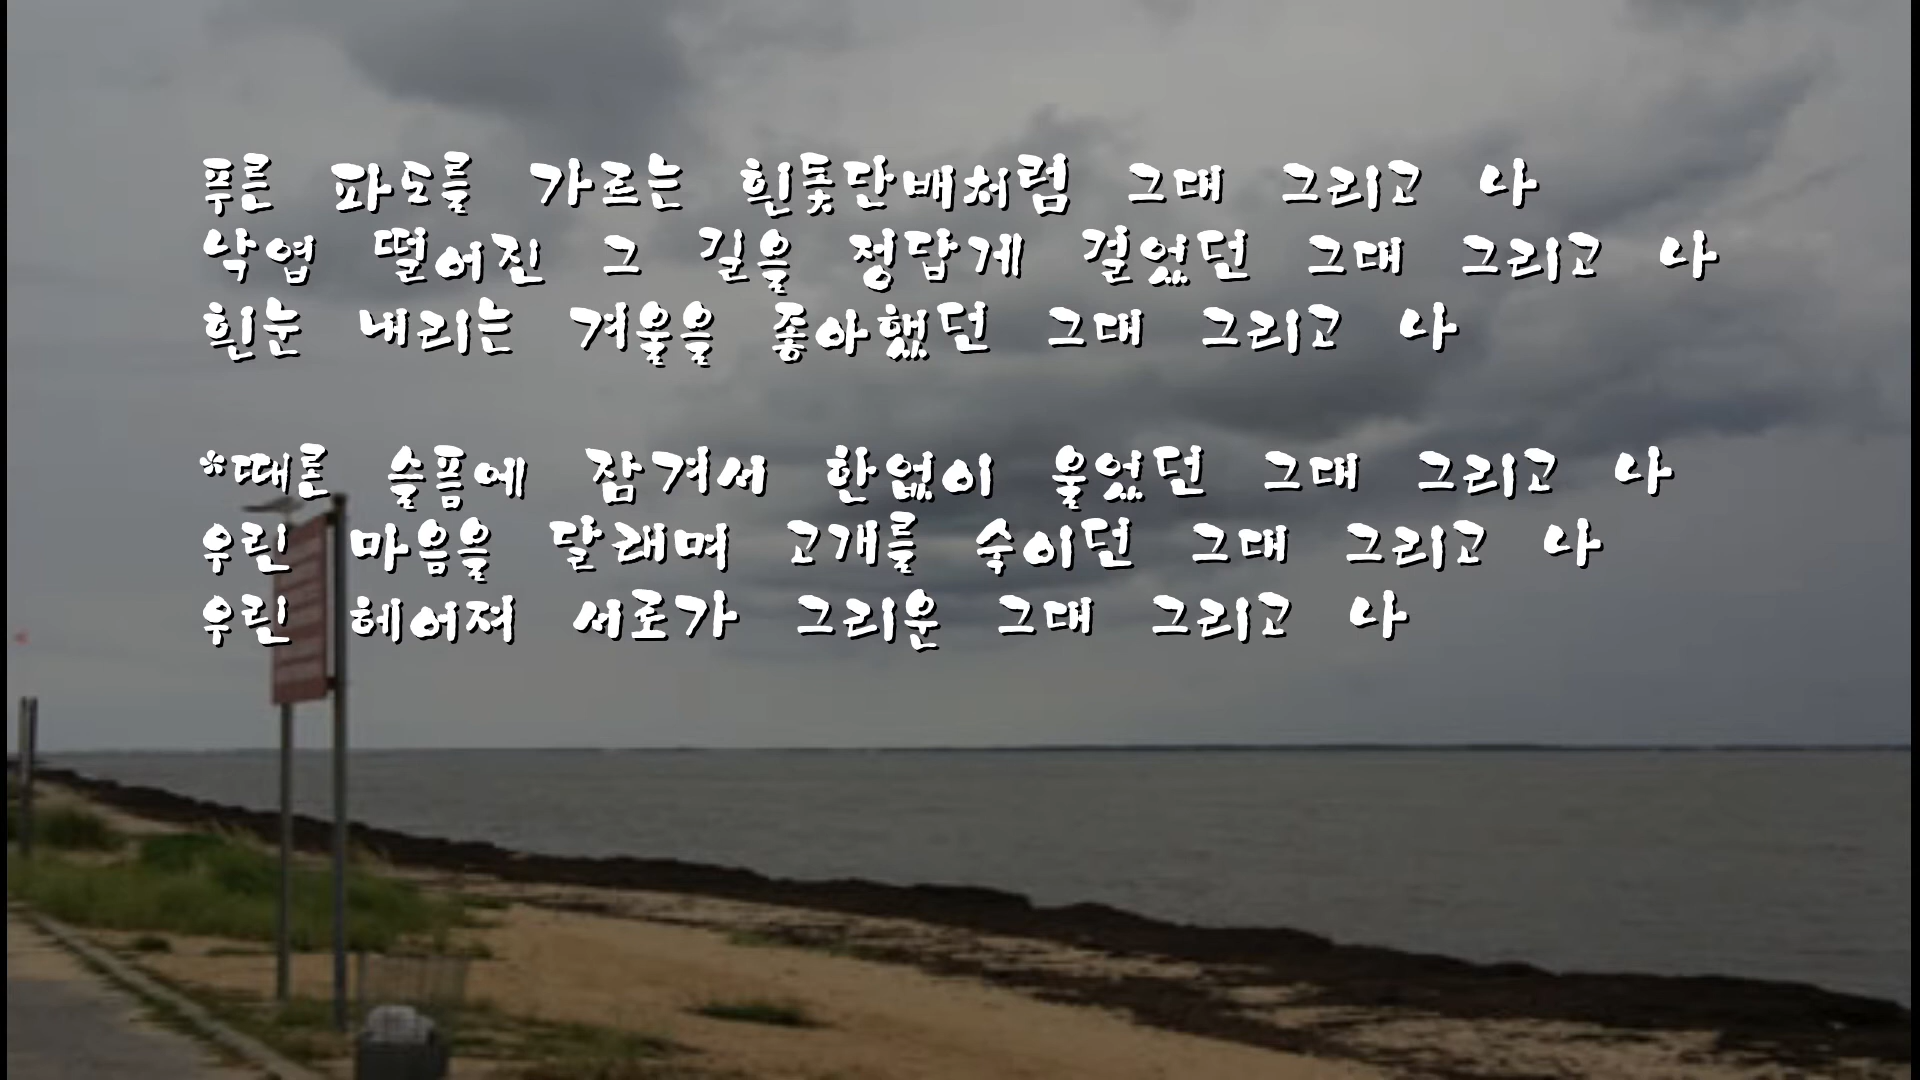 푸른 파도를 가르는 흰돛단배처럼 그대 그리고 나
낙엽 떨어진 그 길을 정답게 걸었던 그대 그리고 나
흰눈 내리는 겨울을 좋아했던 그대 그리고 나
*때론 슬픔에 잠겨서 한없이 울었던 그대 그리고 나
우린 마음을 달래며 고개를 숙이던 그대 그리고 나
우린 헤어져 서로가 그리운 그대 그리고 나